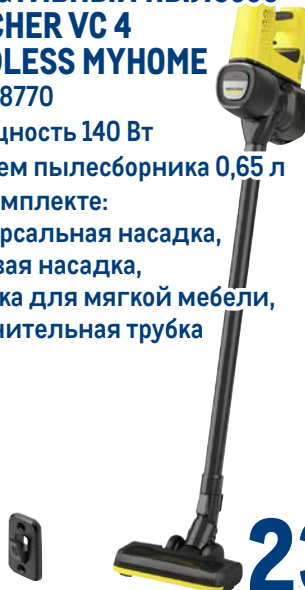 CHER VC 4
DLESS MYHOME
8770
щность 140 Вт
ем пылесборника 0,65 л
омплекте:
рсальная насадка,
вая насадка,
ка для мягкой мебели,
нительная трубка
23